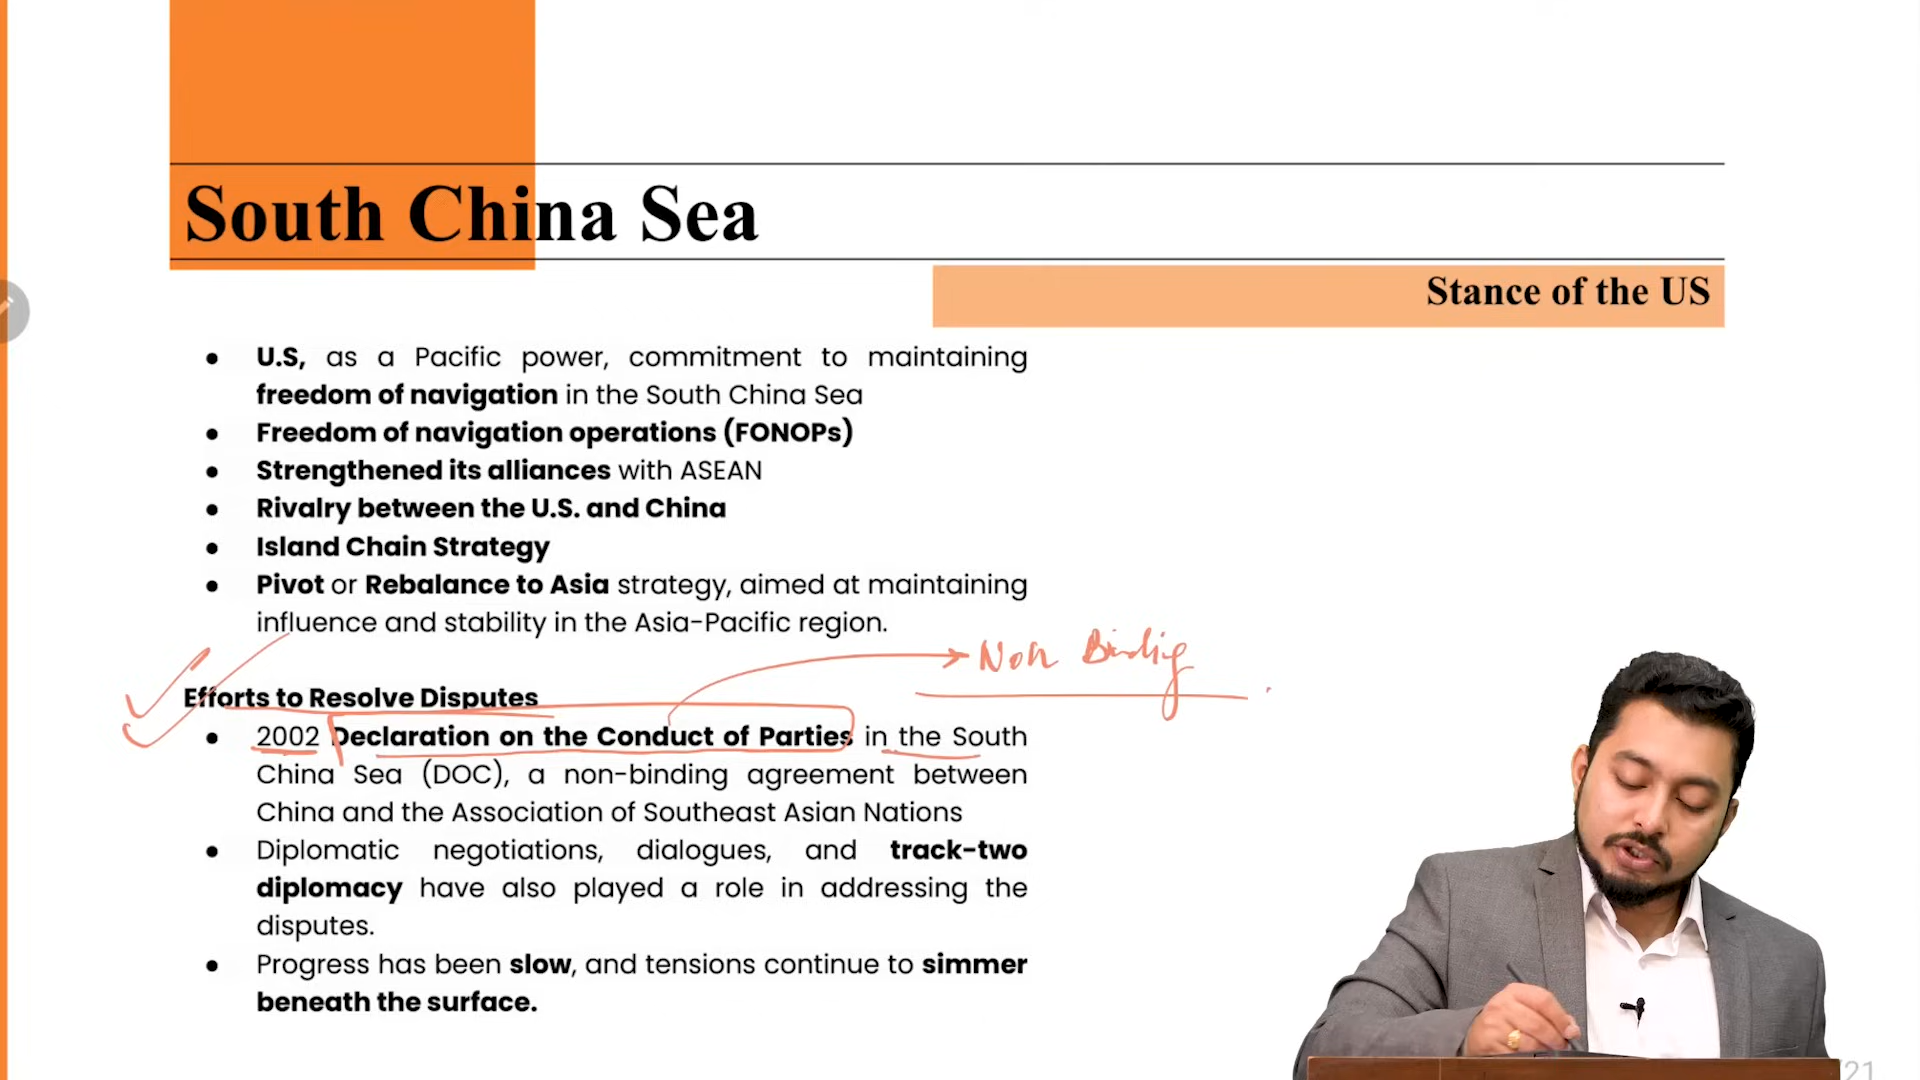 South China Sea
Stance of the US
● U.S, as a Pacific power, commitment to maintaining
freedom of navigation in the South China Sea
● Freedom of navigation operations (FONOPs)
● Strengthened its alliances with ASEAN
● Rivalry between the U.S. and China
● Island Chain Strategy
● Pivot or Rebalance to Asia strategy, aimed at maintaining
influence and stability in the Asia-Pacific region.
Non Binding
Efforts to Resolve Disputes
● 2002 Declaration on the Conduct of Parties in the South
China Sea (DOC), a non-binding agreement between
China and the Association of Southeast Asian Nations
● Diplomatic negotiations, dialogues, and track-two
diplomacy have also played a role in addressing the
disputes.
● Progress has been slow, and tensions continue to simmer
beneath the surface.
/21